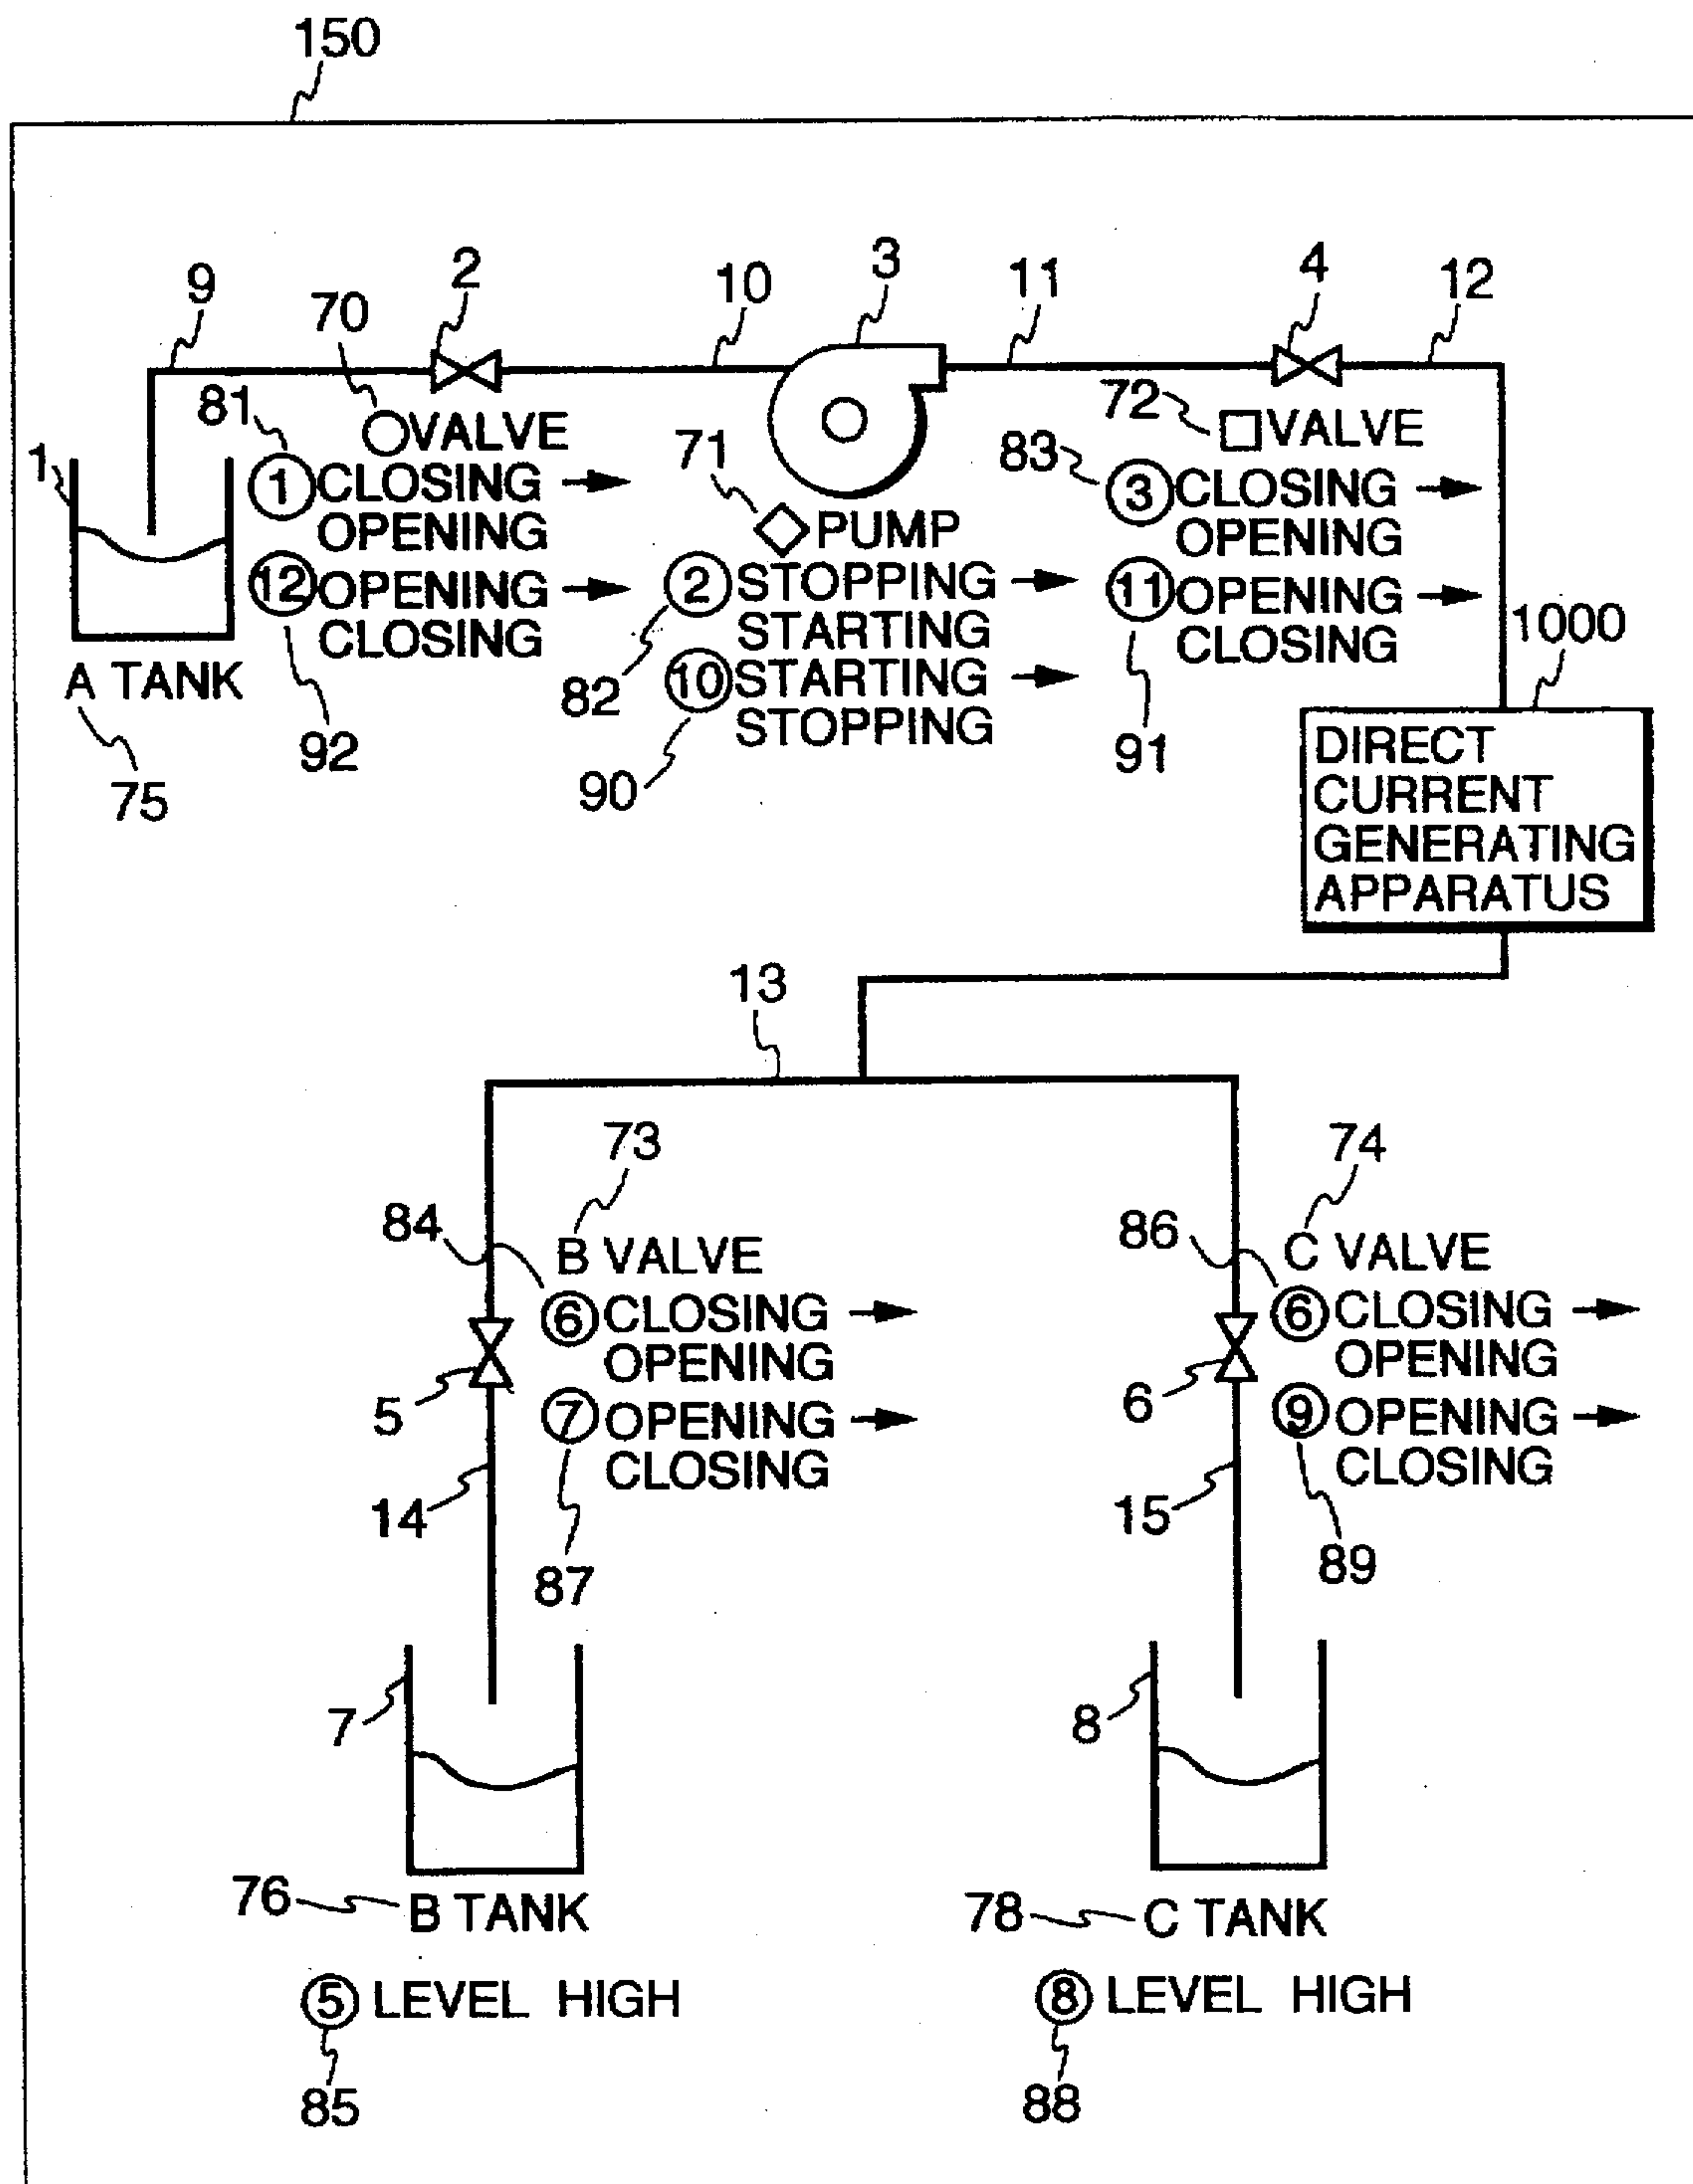 150
9
2
10
3
11
4
12
70
81
○VALVE
72
□VALVE
1
① CLOSING →
OPENING
71
83
③ CLOSING →
OPENING
◇ PUMP
⑫ OPENING →
CLOSING
② STOPPING →
STARTING
⑪ OPENING →
CLOSING
1000
A TANK
82
⑩ STARTING →
STOPPING
92
91
75
90
DIRECT
CURRENT
GENERATING
APPARATUS
13
73
74
84
B VALVE
86
C VALVE
⑥ CLOSING →
OPENING
⑥ CLOSING →
OPENING
5
⑦ OPENING →
CLOSING
6
⑨ OPENING →
CLOSING
14
87
15
89
7
8
76
B TANK
78
C TANK
⑤ LEVEL HIGH
⑧ LEVEL HIGH
85
88